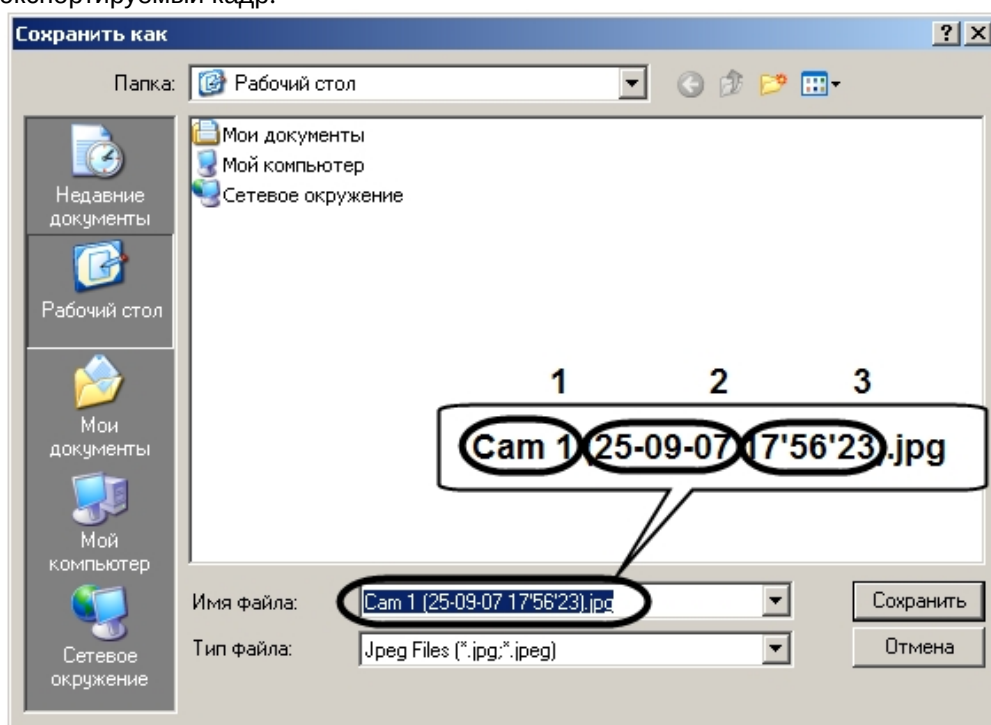 экспортируемый кадр.
Сохранить как
Папка: Рабочий стол
Мои документы
Мой компьютер
Сетевое окружение
Недавние
документы
Рабочий стол
Мои
документы
Мой
компьютер
Сетевое
окружение
1 2 3
Cam 1 (25-09-07 17'56'23).jpg
Имя файла: Cam 1 (25-09-07 17'56'23).jpg Сохранить
Тип файла: Jpeg Files (*.jpg;*.jpeg) Отмена